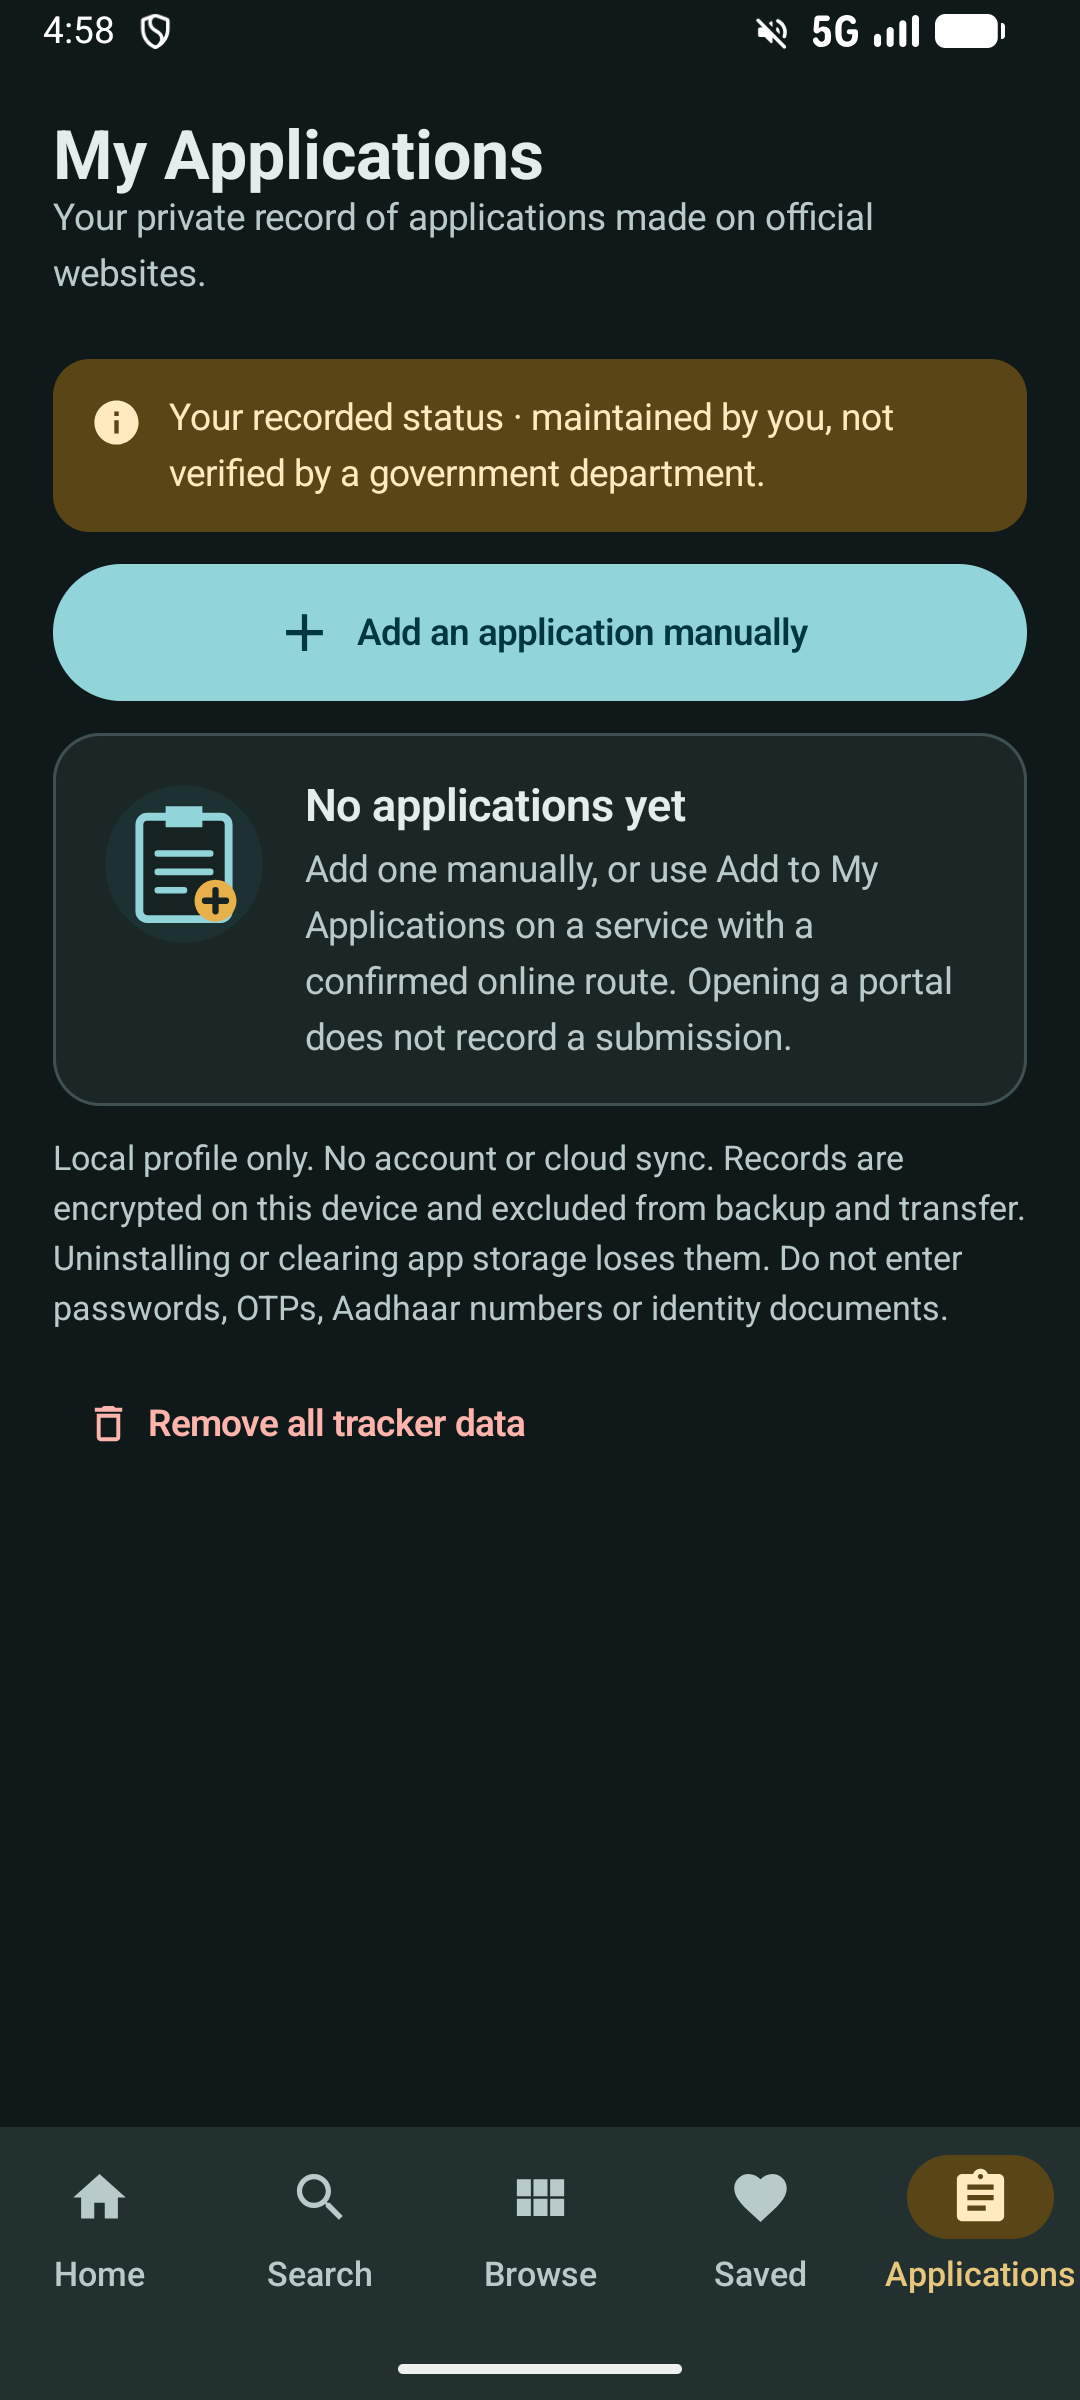 4:58
5G
My Applications
Your private record of applications made on official
websites.
Your recorded status · maintained by you, not
verified by a government department.
Add an application manually
No applications yet
Add one manually, or use Add to My
Applications on a service with a
confirmed online route. Opening a portal
does not record a submission.
Local profile only. No account or cloud sync. Records are
encrypted on this device and excluded from backup and transfer.
Uninstalling or clearing app storage loses them. Do not enter
passwords, OTPs, Aadhaar numbers or identity documents.
Remove all tracker data
Home Search Browse Saved Applications